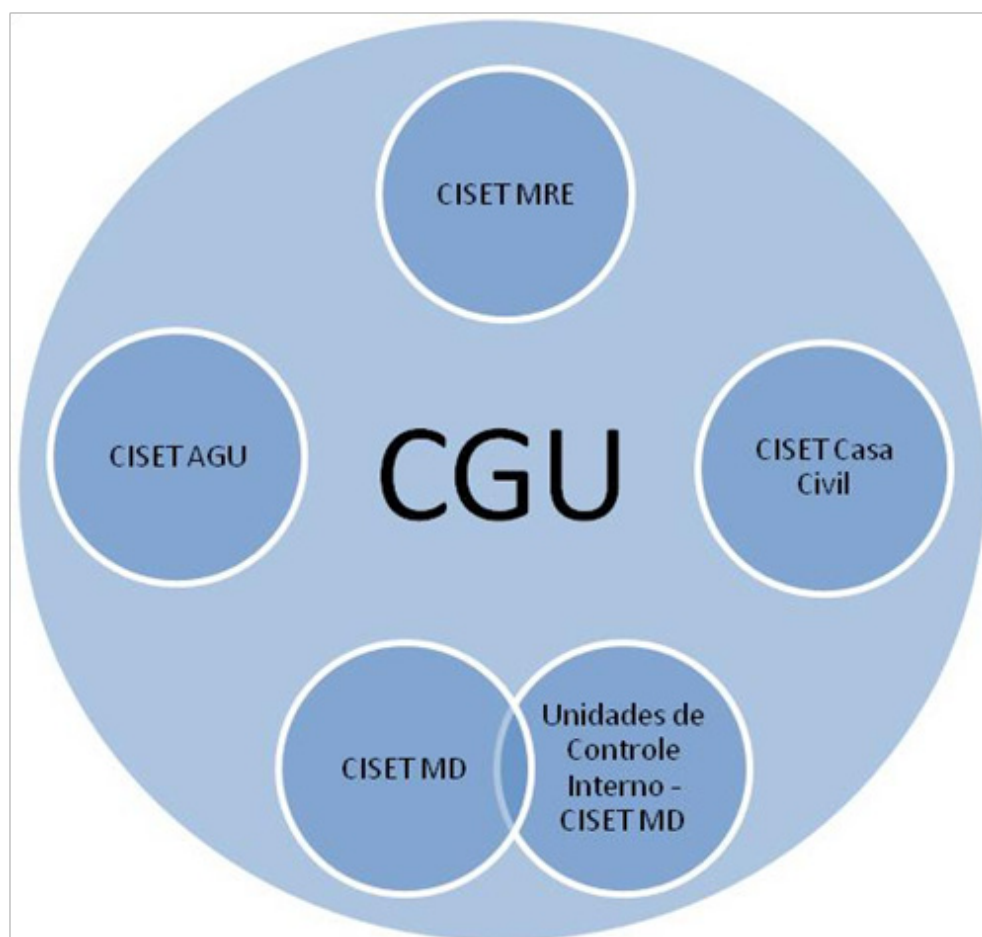 CISET MRE
CISET AGU
CGU
CISET Casa
Civil
CISET MD
Unidades de
Controle
Interno -
CISET MD